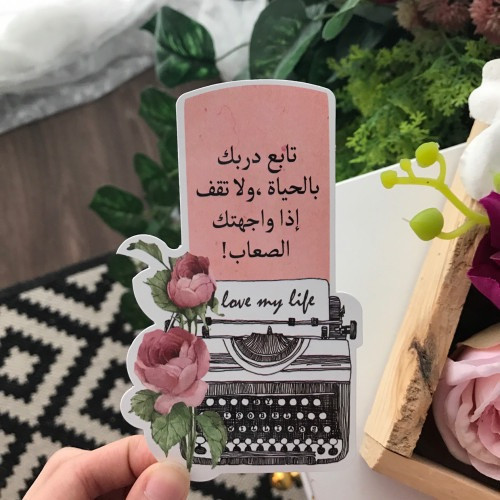 تابع دربك
بالحياة ،ولا تقف
إذا واجهتك
الصعاب!
love my life